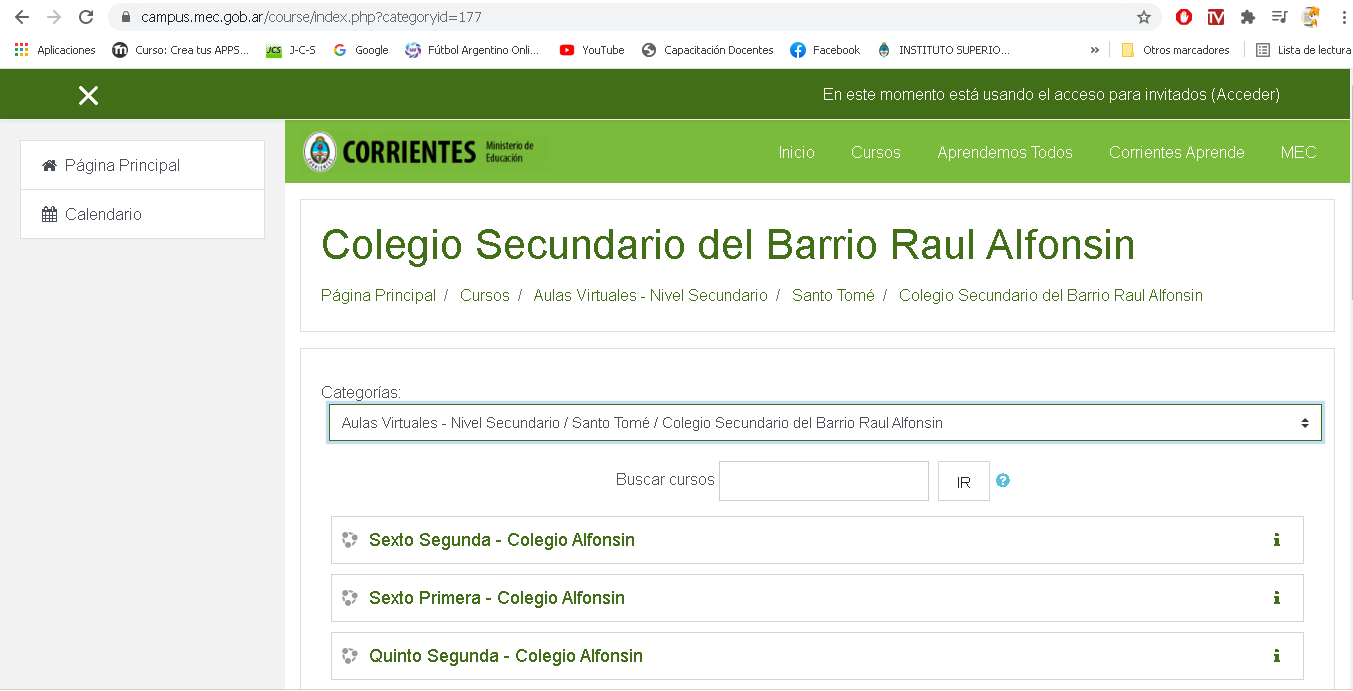 campus.mec.gob.ar/course/index.php?categoryid=177
Aplicaciones Curso: Crea tus APPS... J-C-S Google Fútbol Argentino Onli... YouTube Capacitación Docentes Facebook INSTITUTO SUPERIO... » Otros marcadores Lista de lectura
En este momento está usando el acceso para invitados (Acceder)
Página Principal
Calendario
CORRIENTES Ministerio de Educación
Inicio Cursos Aprendemos Todos Corrientes Aprende MEC
Colegio Secundario del Barrio Raul Alfonsin
Página Principal / Cursos / Aulas Virtuales - Nivel Secundario / Santo Tomé / Colegio Secundario del Barrio Raul Alfonsin
Categorías:
Aulas Virtuales - Nivel Secundario / Santo Tomé / Colegio Secundario del Barrio Raul Alfonsin
Buscar cursos IR
Sexto Segunda - Colegio Alfonsin
Sexto Primera - Colegio Alfonsin
Quinto Segunda - Colegio Alfonsin